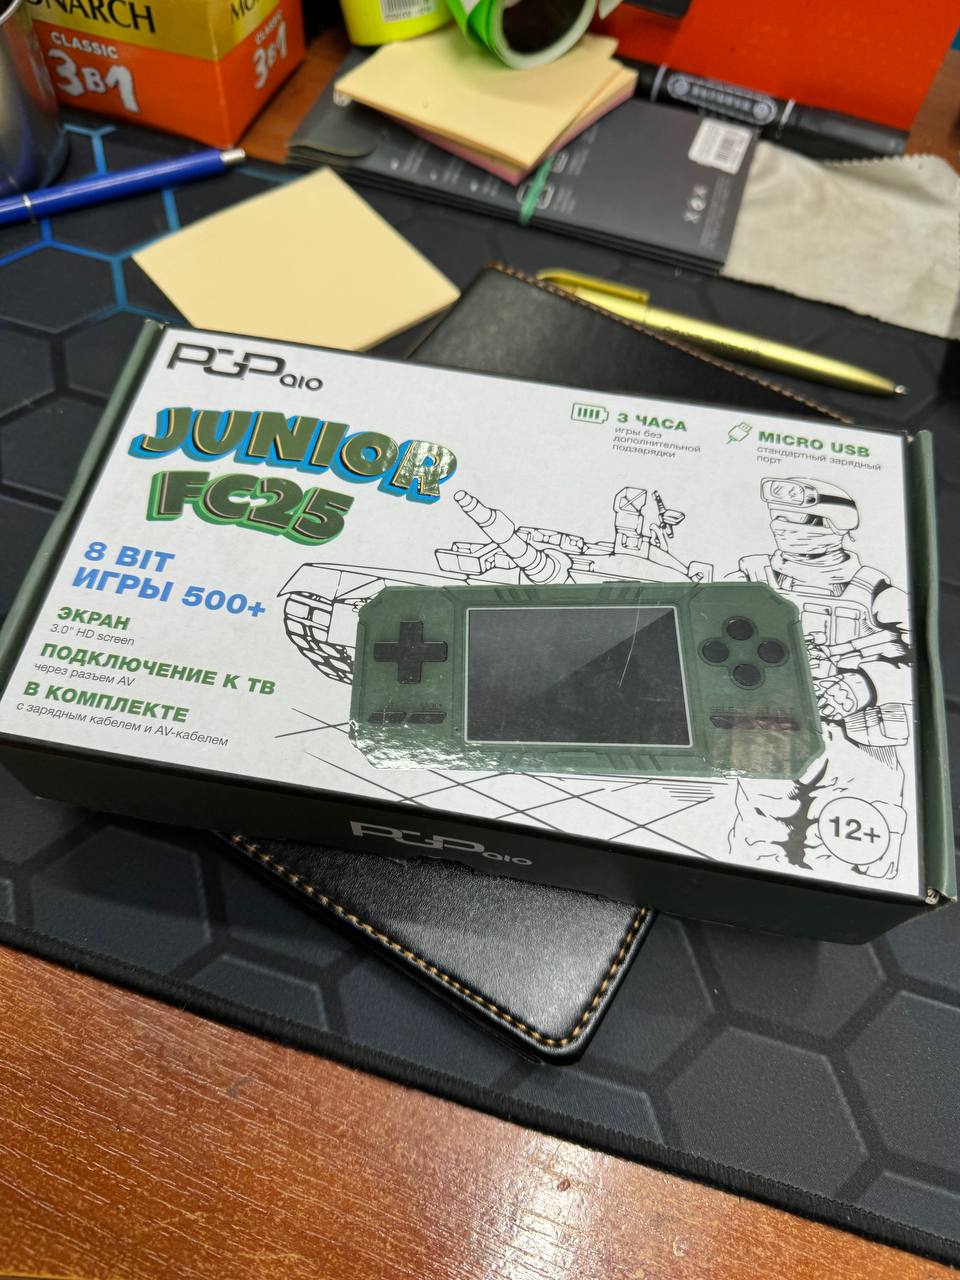 MONARCH
CLASSIC
3в1
3в1
PGP aio
JUNIOR
FC25
8 BIT
ИГРЫ 500+
ЭКРАН
3.0" HD screen
ПОДКЛЮЧЕНИЕ К ТВ
через разъем AV
В КОМПЛЕКТЕ
с зарядным кабелем и AV-кабелем
3 ЧАСА
игры без
дополнительной
подзарядки
MICRO USB
стандартный зарядный
порт
12+
PGP aio